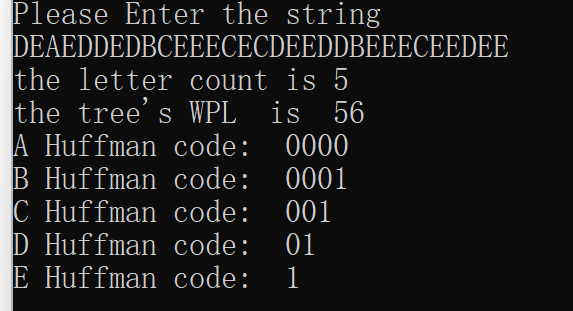 Please Enter the string
DEAEDDEDBCEEECECDEEDDBEEECEEDEE
the letter count is 5
the tree's WPL  is  56
A Huffman code:  0000
B Huffman code:  0001
C Huffman code:  001
D Huffman code:  01
E Huffman code:  1